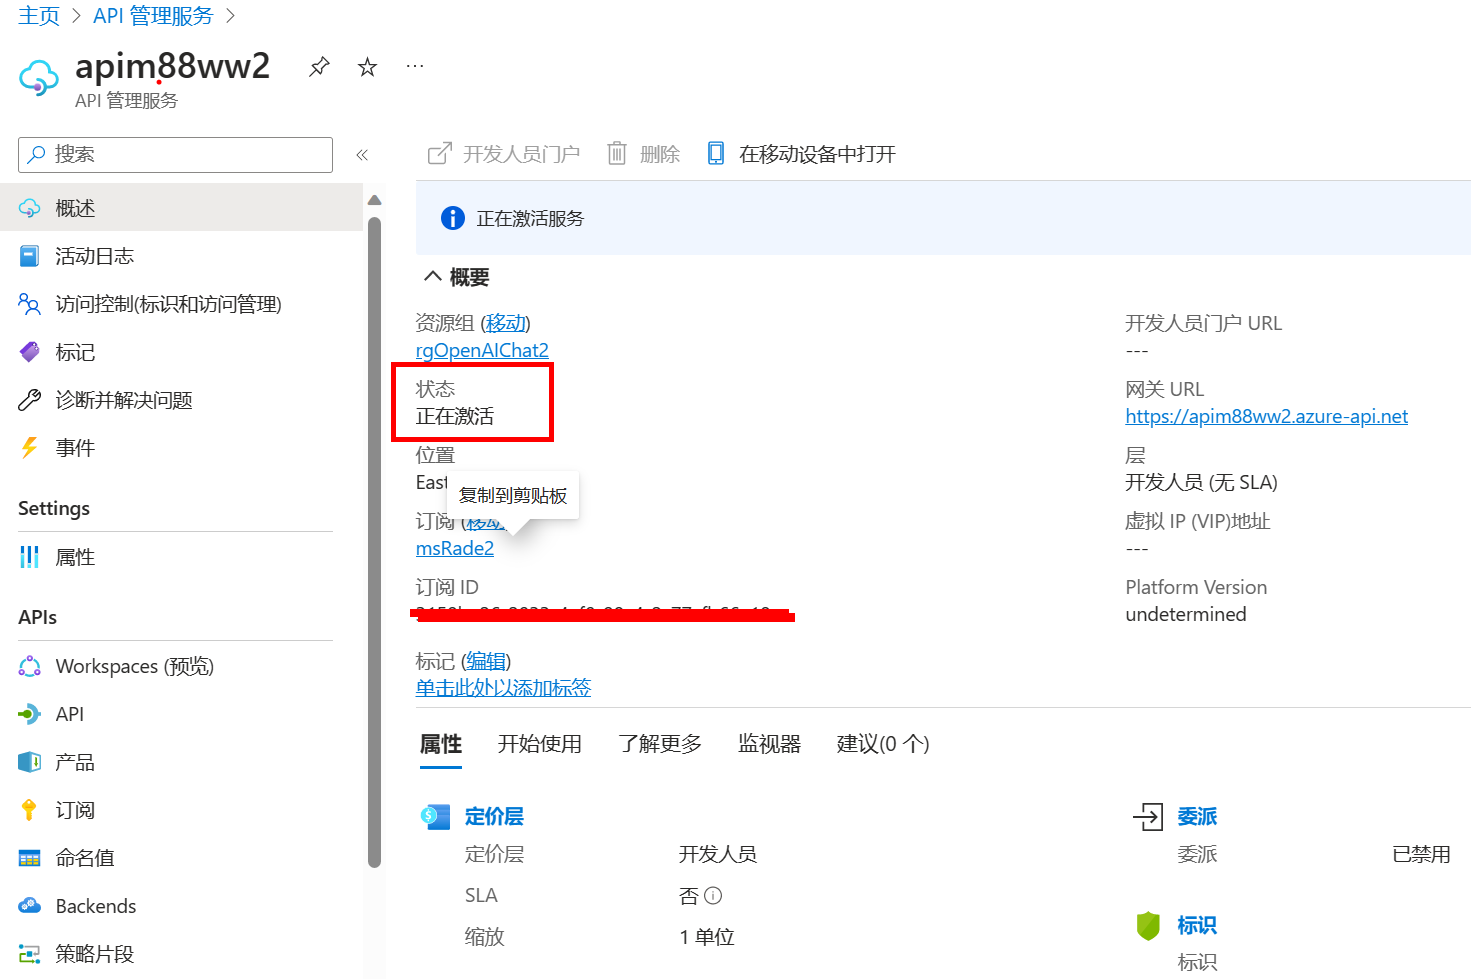 主页 > API 管理服务 >
apim88ww2
API 管理服务
搜索
概述
活动日志
访问控制(标识和访问管理)
标记
诊断并解决问题
事件
Settings
属性
APIs
Workspaces (预览)
API
产品
订阅
命名值
Backends
策略片段
开发人员门户 删除 在移动设备中打开
正在激活服务
概要
资源组 (移动)
rgOpenAIChat2
状态
正在激活
位置
East
复制到剪贴板
订阅 (移动
msRade2
订阅 ID
标记 (编辑)
单击此处以添加标签
开发人员门户 URL
---
网关 URL
https://apim88ww2.azure-api.net
层
开发人员 (无 SLA)
虚拟 IP (VIP)地址
---
Platform Version
undetermined
属性 开始使用 了解更多 监视器 建议(0 个)
定价层
定价层 开发人员
SLA 否
缩放 1 单位
委派
委派 已禁用
标识
标识